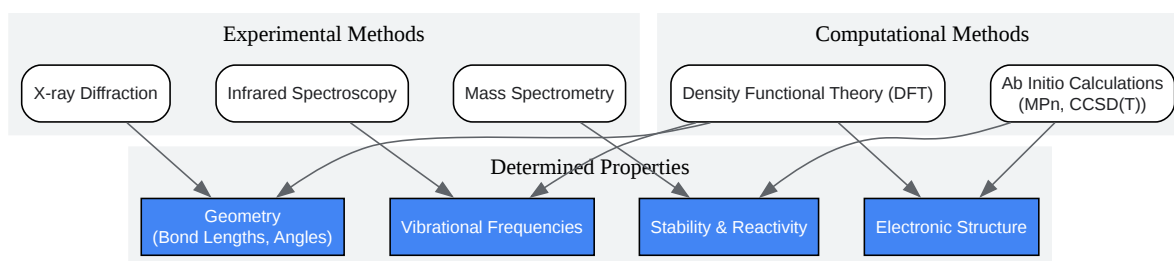 Experimental Methods
Computational Methods
X-ray Diffraction
Infrared Spectroscopy
Mass Spectrometry
Density Functional Theory (DFT)
Ab Initio Calculations
(MPn, CCSD(T))
Determined Properties
Geometry
(Bond Lengths, Angles)
Vibrational Frequencies
Stability & Reactivity
Electronic Structure